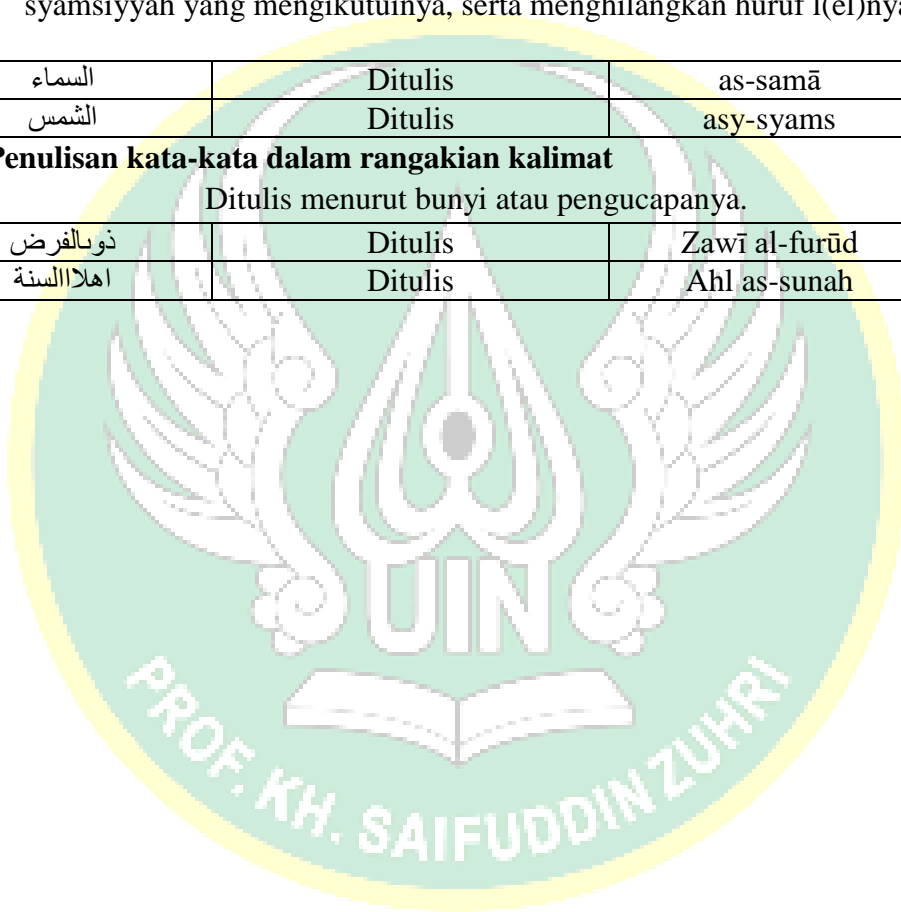 syamsiyyah yang mengikutuinya, serta menghilangkan huruf l(el)nya
السماء Ditulis as-samā
الشمس Ditulis asy-syams
Penulisan kata-kata dalam rangakian kalimat
Ditulis menurut bunyi atau pengucapanya.
ذوىالفرض Ditulis Zawī al-furūd
اهلاالسنة Ditulis Ahl as-sunah
UIN
PROF. KH. SAIFUDDIN ZUHRI